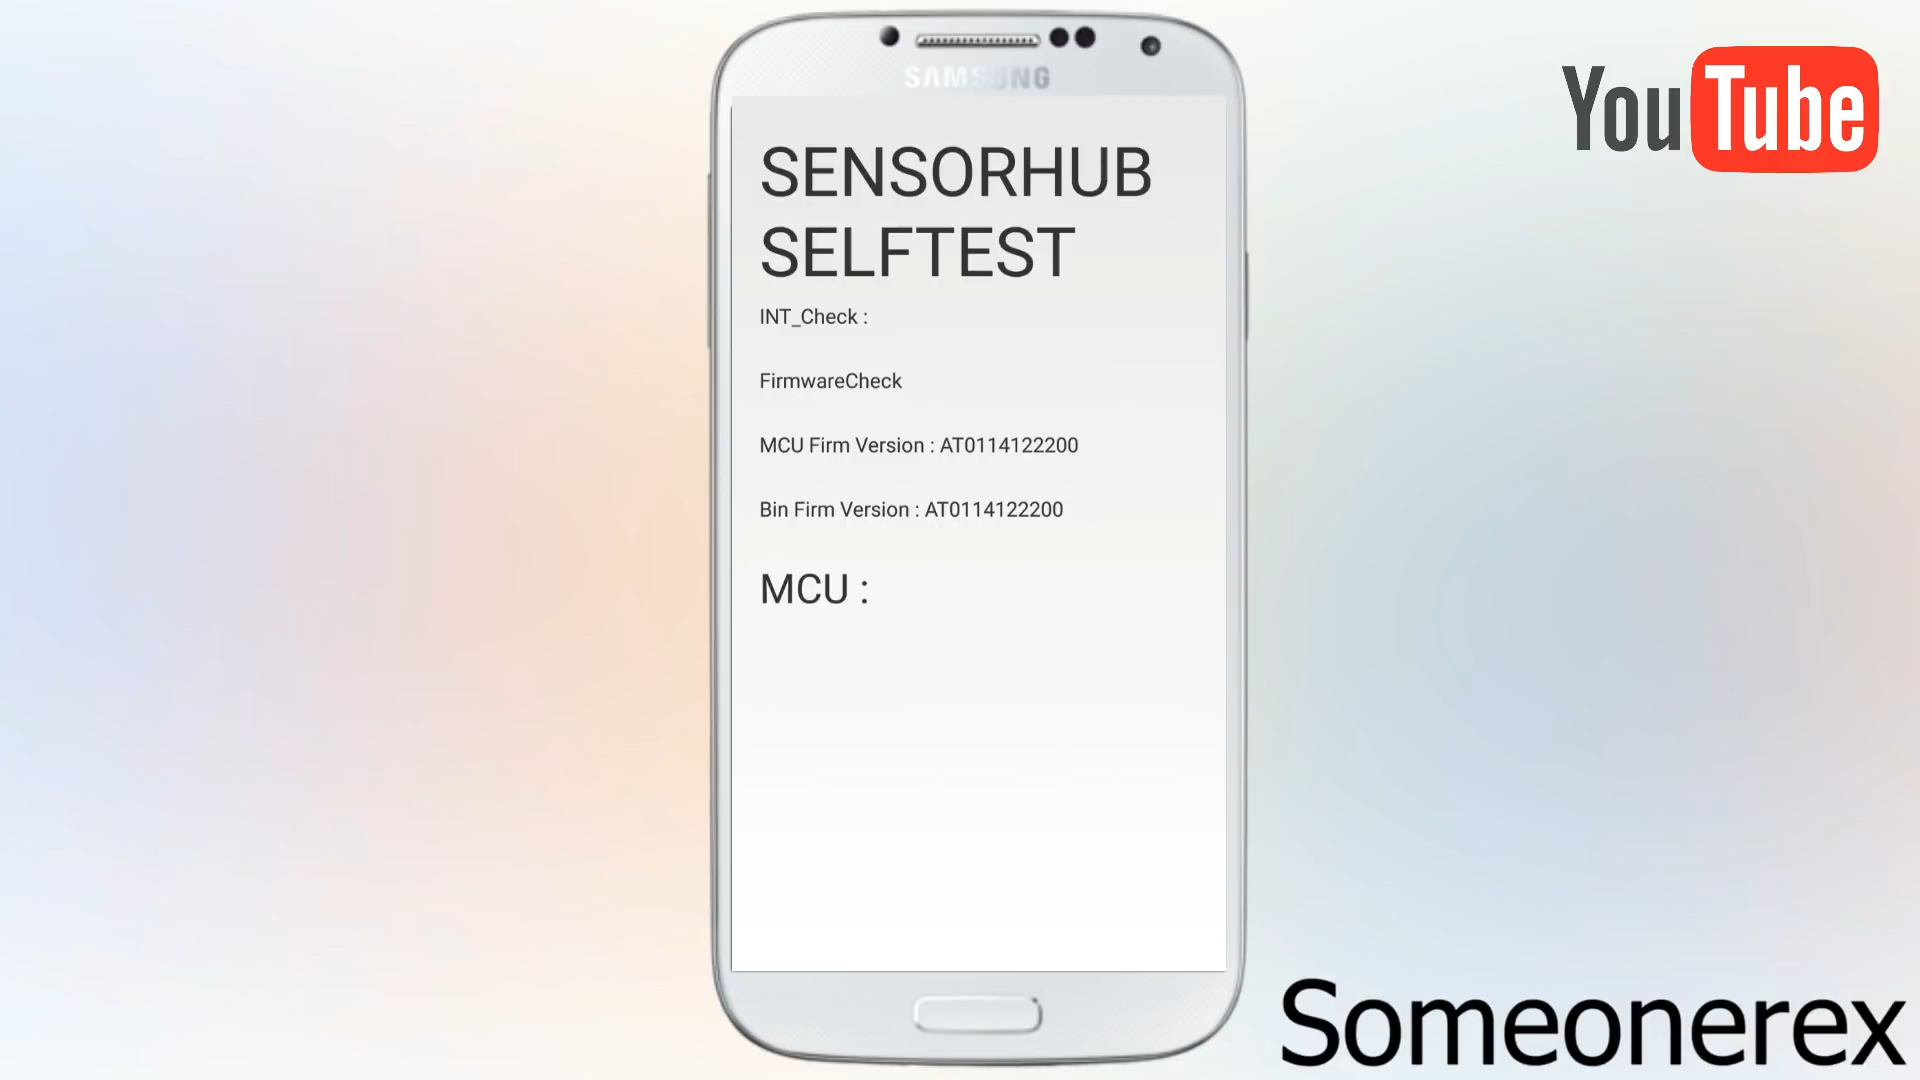 SAMSUNG
YouTube
SENSORHUB
SELFTEST
INT_Check :
FirmwareCheck
MCU Firm Version : AT0114122200
Bin Firm Version : AT0114122200
MCU :
Someonerex